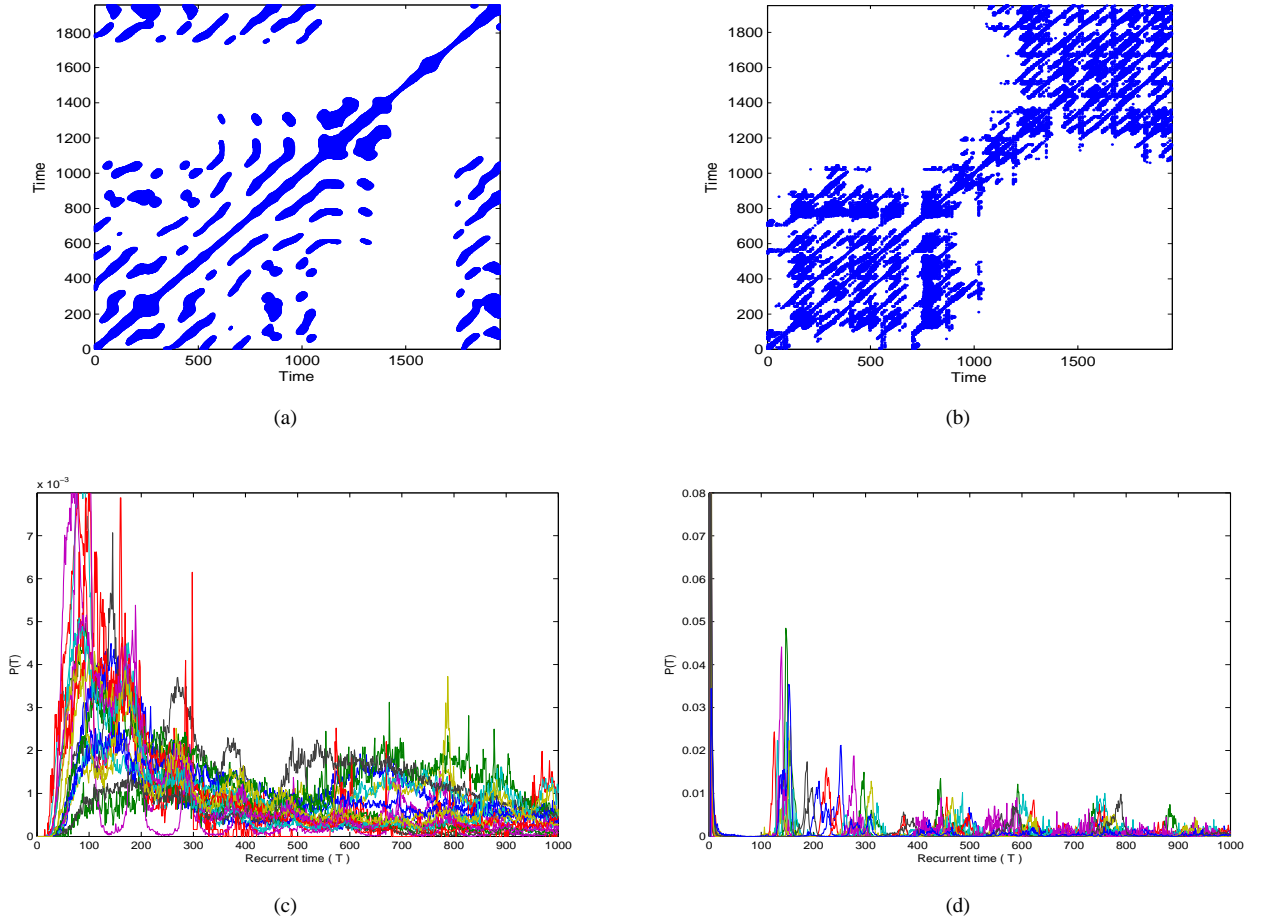 1800
1600
1400
1200
1000
800
600
400
200
0
Time
0 500 1000 1500
Time
(a)
1800
1600
1400
1200
1000
800
600
400
200
0
Time
0 500 1000 1500
Time
(b)
x 10⁻³
7
6
5
4
3
2
1
0
P(T)
0 100 200 300 400 500 600 700 800 900 1000
Recurrent time ( T )
(c)
0.08
0.07
0.06
0.05
0.04
0.03
0.02
0.01
0
P(T)
0 100 200 300 400 500 600 700 800 900 1000
Recurrent time ( T )
(d)